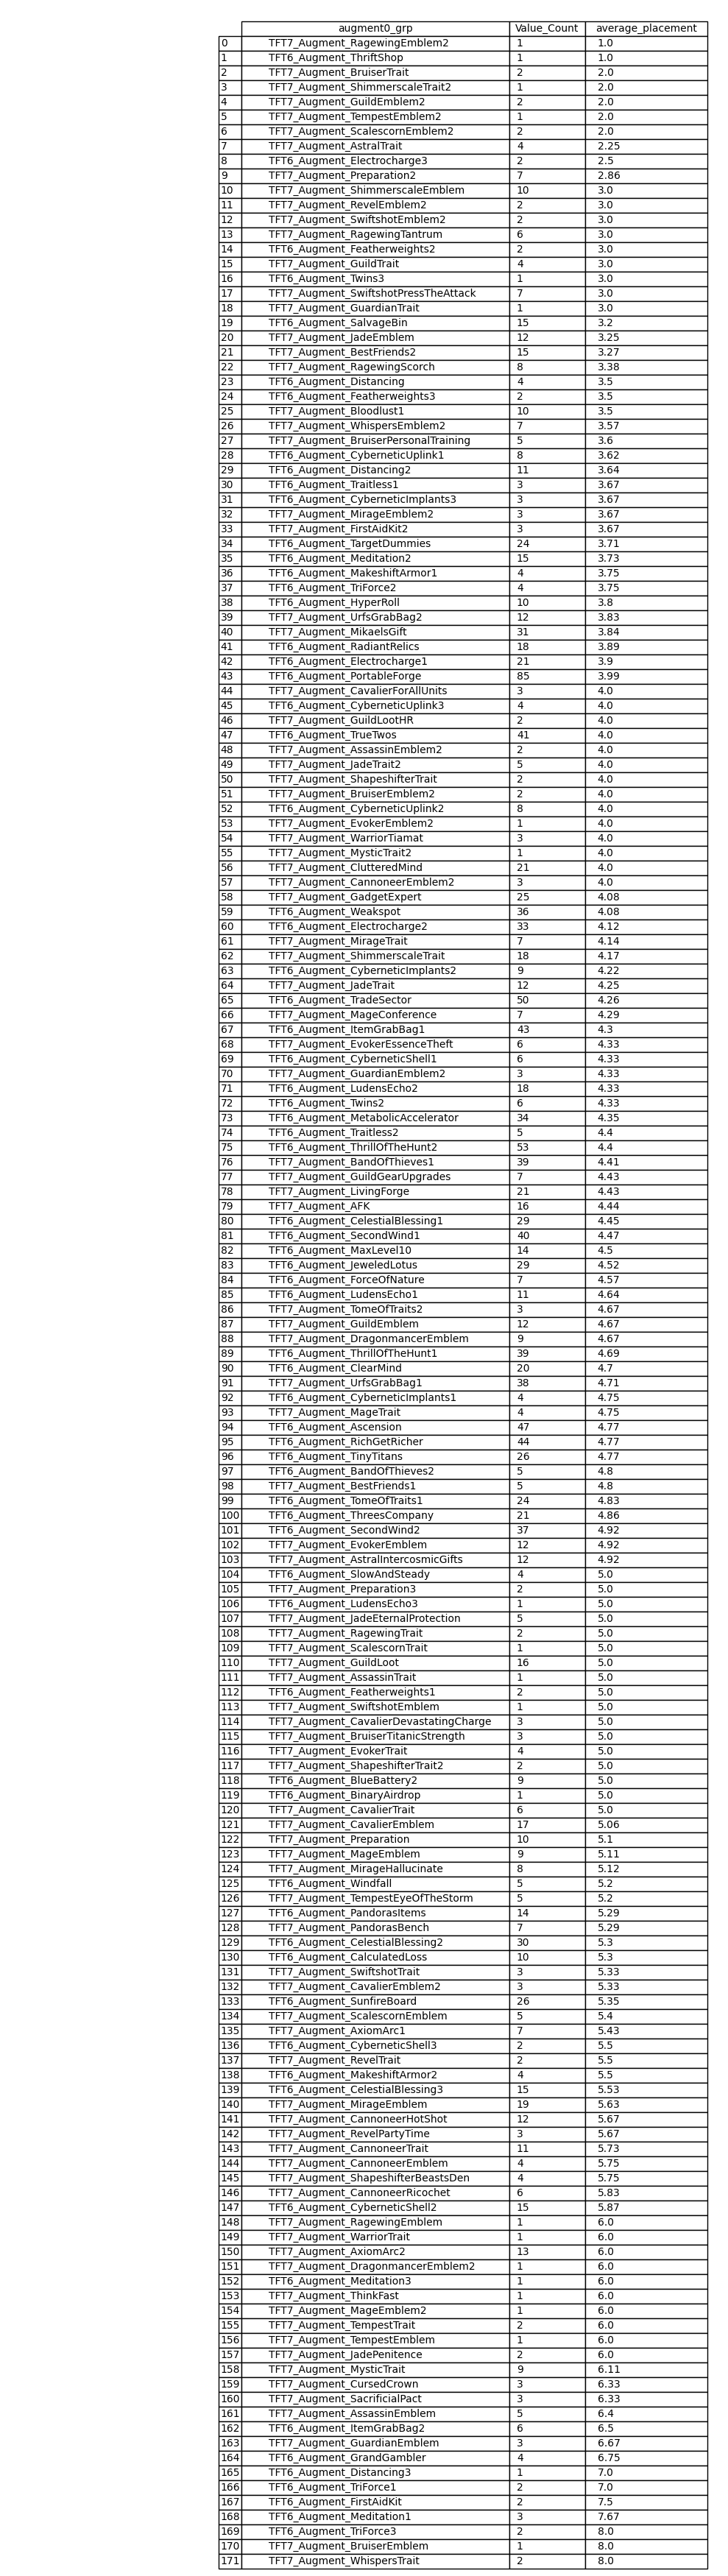 augment0_grp Value_Count average_placement
0 TFT7_Augment_RagewingEmblem2 1 1.0
1 TFT6_Augment_ThriftShop 1 1.0
2 TFT7_Augment_BruiserTrait 2 2.0
3 TFT7_Augment_ShimmerscaleTrait2 1 2.0
4 TFT7_Augment_GuildEmblem2 2 2.0
5 TFT7_Augment_TempestEmblem2 1 2.0
6 TFT7_Augment_ScalescornEmblem2 2 2.0
7 TFT7_Augment_AstralTrait 4 2.25
8 TFT6_Augment_Electrocharge3 2 2.5
9 TFT7_Augment_Preparation2 7 2.86
10 TFT7_Augment_ShimmerscaleEmblem 10 3.0
11 TFT7_Augment_RevelEmblem2 2 3.0
12 TFT7_Augment_SwiftshotEmblem2 2 3.0
13 TFT7_Augment_RagewingTantrum 6 3.0
14 TFT6_Augment_Featherweights2 2 3.0
15 TFT7_Augment_GuildTrait 4 3.0
16 TFT6_Augment_Twins3 1 3.0
17 TFT7_Augment_SwiftshotPressTheAttack 7 3.0
18 TFT7_Augment_GuardianTrait 1 3.0
19 TFT6_Augment_SalvageBin 15 3.2
20 TFT7_Augment_JadeEmblem 12 3.25
21 TFT7_Augment_BestFriends2 15 3.27
22 TFT7_Augment_RagewingScorch 8 3.38
23 TFT6_Augment_Distancing 4 3.5
24 TFT6_Augment_Featherweights3 2 3.5
25 TFT7_Augment_Bloodlust1 10 3.5
26 TFT7_Augment_WhispersEmblem2 7 3.57
27 TFT7_Augment_BruiserPersonalTraining 5 3.6
28 TFT6_Augment_CyberneticUplink1 8 3.62
29 TFT6_Augment_Distancing2 11 3.64
30 TFT6_Augment_Traitless1 3 3.67
31 TFT6_Augment_CyberneticImplants3 3 3.67
32 TFT7_Augment_MirageEmblem2 3 3.67
33 TFT7_Augment_FirstAidKit2 3 3.67
34 TFT6_Augment_TargetDummies 24 3.71
35 TFT6_Augment_Meditation2 15 3.73
36 TFT6_Augment_MakeshiftArmor1 4 3.75
37 TFT6_Augment_TriForce2 4 3.75
38 TFT6_Augment_HyperRoll 10 3.8
39 TFT7_Augment_UrfsGrabBag2 12 3.83
40 TFT7_Augment_MikaelsGift 31 3.84
41 TFT6_Augment_RadiantRelics 18 3.89
42 TFT6_Augment_Electrocharge1 21 3.9
43 TFT6_Augment_PortableForge 85 3.99
44 TFT7_Augment_CavalierForAllUnits 3 4.0
45 TFT6_Augment_CyberneticUplink3 4 4.0
46 TFT7_Augment_GuildLootHR 2 4.0
47 TFT6_Augment_TrueTwos 41 4.0
48 TFT7_Augment_AssassinEmblem2 2 4.0
49 TFT7_Augment_JadeTrait2 5 4.0
50 TFT7_Augment_ShapeshifterTrait 2 4.0
51 TFT7_Augment_BruiserEmblem2 2 4.0
52 TFT6_Augment_CyberneticUplink2 8 4.0
53 TFT7_Augment_EvokerEmblem2 1 4.0
54 TFT7_Augment_WarriorTiamat 3 4.0
55 TFT7_Augment_MysticTrait2 1 4.0
56 TFT7_Augment_ClutteredMind 21 4.0
57 TFT7_Augment_CannoneerEmblem2 3 4.0
58 TFT7_Augment_GadgetExpert 25 4.08
59 TFT6_Augment_Weakspot 36 4.08
60 TFT6_Augment_Electrocharge2 33 4.12
61 TFT7_Augment_MirageTrait 7 4.14
62 TFT7_Augment_ShimmerscaleTrait 18 4.17
63 TFT6_Augment_CyberneticImplants2 9 4.22
64 TFT7_Augment_JadeTrait 12 4.25
65 TFT6_Augment_TradeSector 50 4.26
66 TFT7_Augment_MageConference 7 4.29
67 TFT6_Augment_ItemGrabBag1 43 4.3
68 TFT7_Augment_EvokerEssenceTheft 6 4.33
69 TFT6_Augment_CyberneticShell1 6 4.33
70 TFT7_Augment_GuardianEmblem2 3 4.33
71 TFT6_Augment_LudensEcho2 18 4.33
72 TFT6_Augment_Twins2 6 4.33
73 TFT6_Augment_MetabolicAccelerator 34 4.35
74 TFT6_Augment_Traitless2 5 4.4
75 TFT6_Augment_ThrillOfTheHunt2 53 4.4
76 TFT7_Augment_BandOfThieves1 39 4.41
77 TFT7_Augment_GuildGearUpgrades 7 4.43
78 TFT7_Augment_LivingForge 21 4.43
79 TFT7_Augment_AFK 16 4.44
80 TFT6_Augment_CelestialBlessing1 29 4.45
81 TFT6_Augment_SecondWind1 40 4.47
82 TFT6_Augment_MaxLevel10 14 4.5
83 TFT6_Augment_JeweledLotus 29 4.52
84 TFT6_Augment_ForceOfNature 7 4.57
85 TFT6_Augment_LudensEcho1 11 4.64
86 TFT7_Augment_TomeOfTraits2 3 4.67
87 TFT7_Augment_GuildEmblem 12 4.67
88 TFT7_Augment_DragonmancerEmblem 9 4.67
89 TFT6_Augment_ThrillOfTheHunt1 39 4.69
90 TFT6_Augment_ClearMind 20 4.7
91 TFT7_Augment_UrfsGrabBag1 38 4.71
92 TFT6_Augment_CyberneticImplants1 4 4.75
93 TFT7_Augment_MageTrait 4 4.75
94 TFT6_Augment_Ascension 47 4.77
95 TFT6_Augment_RichGetRicher 44 4.77
96 TFT6_Augment_TinyTitans 26 4.77
97 TFT6_Augment_BandOfThieves2 5 4.8
98 TFT7_Augment_BestFriends1 5 4.8
99 TFT6_Augment_TomeOfTraits1 24 4.83
100 TFT6_Augment_ThreesCompany 21 4.86
101 TFT6_Augment_SecondWind2 37 4.92
102 TFT7_Augment_EvokerEmblem 12 4.92
103 TFT7_Augment_AstralIntercosmicGifts 12 4.92
104 TFT6_Augment_SlowAndSteady 4 5.0
105 TFT7_Augment_Preparation3 2 5.0
106 TFT6_Augment_LudensEcho3 1 5.0
107 TFT7_Augment_JadeEternalProtection 5 5.0
108 TFT7_Augment_RagewingTrait 2 5.0
109 TFT7_Augment_ScalescornTrait 1 5.0
110 TFT7_Augment_GuildLoot 16 5.0
111 TFT7_Augment_AssassinTrait 1 5.0
112 TFT6_Augment_Featherweights1 2 5.0
113 TFT7_Augment_SwiftshotEmblem 1 5.0
114 TFT7_Augment_CavalierDevastatingCharge 3 5.0
115 TFT7_Augment_BruiserTitanicStrength 3 5.0
116 TFT7_Augment_EvokerTrait 4 5.0
117 TFT7_Augment_ShapeshifterTrait2 2 5.0
118 TFT6_Augment_BlueBattery2 9 5.0
119 TFT6_Augment_BinaryAirdrop 1 5.0
120 TFT7_Augment_CavalierTrait 6 5.0
121 TFT7_Augment_CavalierEmblem 17 5.06
122 TFT7_Augment_Preparation 10 5.1
123 TFT7_Augment_MageEmblem 9 5.11
124 TFT7_Augment_MirageHallucinate 8 5.12
125 TFT6_Augment_Windfall 5 5.2
126 TFT7_Augment_TempestEyeOfTheStorm 5 5.2
127 TFT6_Augment_PandorasItems 14 5.29
128 TFT7_Augment_PandorasBench 7 5.29
129 TFT6_Augment_CelestialBlessing2 30 5.3
130 TFT6_Augment_CalculatedLoss 10 5.3
131 TFT7_Augment_SwiftshotTrait 3 5.33
132 TFT7_Augment_CavalierEmblem2 3 5.33
133 TFT6_Augment_SunfireBoard 26 5.35
134 TFT7_Augment_ScalescornEmblem 5 5.4
135 TFT7_Augment_AxiomArc1 7 5.43
136 TFT6_Augment_CyberneticShell3 2 5.5
137 TFT7_Augment_RevelTrait 2 5.5
138 TFT6_Augment_MakeshiftArmor2 4 5.5
139 TFT6_Augment_CelestialBlessing3 15 5.53
140 TFT7_Augment_MirageEmblem 19 5.63
141 TFT7_Augment_CannoneerHotShot 12 5.67
142 TFT7_Augment_RevelPartyTime 3 5.67
143 TFT7_Augment_CannoneerTrait 11 5.73
144 TFT7_Augment_CannoneerEmblem 4 5.75
145 TFT7_Augment_ShapeshifterBeastsDen 4 5.75
146 TFT7_Augment_CannoneerRicochet 6 5.83
147 TFT6_Augment_CyberneticShell2 15 5.87
148 TFT7_Augment_RagewingEmblem 1 6.0
149 TFT7_Augment_WarriorTrait 1 6.0
150 TFT7_Augment_AxiomArc2 13 6.0
151 TFT7_Augment_DragonmancerEmblem2 1 6.0
152 TFT6_Augment_Meditation3 1 6.0
153 TFT7_Augment_ThinkFast 1 6.0
154 TFT7_Augment_MageEmblem2 1 6.0
155 TFT7_Augment_TempestTrait 2 6.0
156 TFT7_Augment_TempestEmblem 1 6.0
157 TFT7_Augment_JadePenitence 2 6.0
158 TFT7_Augment_MysticTrait 9 6.11
159 TFT7_Augment_CursedCrown 3 6.33
160 TFT7_Augment_SacrificialPact 3 6.33
161 TFT7_Augment_AssassinEmblem 5 6.4
162 TFT6_Augment_ItemGrabBag2 6 6.5
163 TFT7_Augment_GuardianEmblem 3 6.67
164 TFT6_Augment_GrandGambler 4 6.75
165 TFT6_Augment_Distancing3 1 7.0
166 TFT6_Augment_TriForce1 2 7.0
167 TFT6_Augment_FirstAidKit 2 7.5
168 TFT6_Augment_Meditation1 3 7.67
169 TFT6_Augment_TriForce3 2 8.0
170 TFT7_Augment_BruiserEmblem 1 8.0
171 TFT7_Augment_WhispersTrait 2 8.0